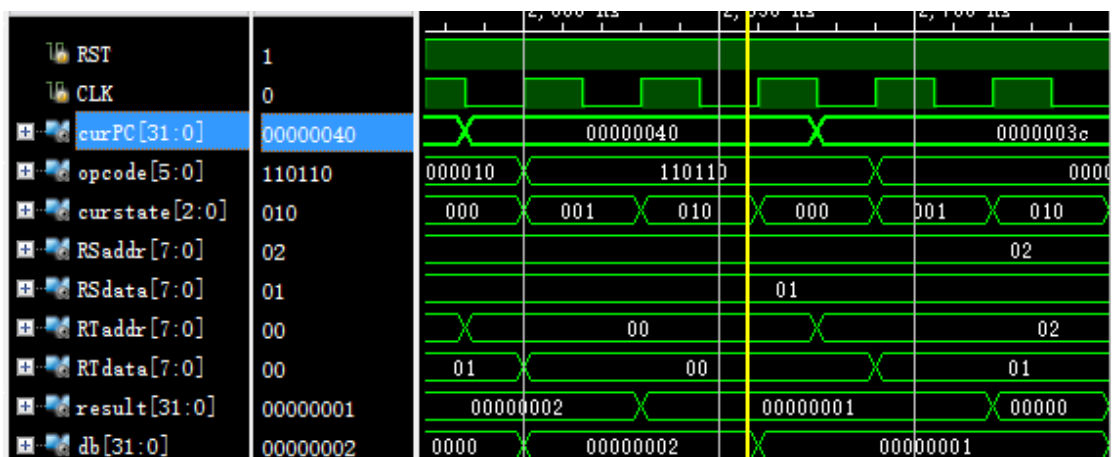 RST 1
CLK 0
curPC[31:0] 00000040 00000040 0000003c
opcode[5:0] 110110 000010 110110 0000
curstate[2:0] 010 000 001 010 000 001 010
RSaddr[7:0] 02 02
RSdata[7:0] 01 01
RTaddr[7:0] 00 00 02
RTdata[7:0] 00 01 00 01
result[31:0] 00000001 00000002 00000001 00000
db[31:0] 00000002 0000 00000002 00000001